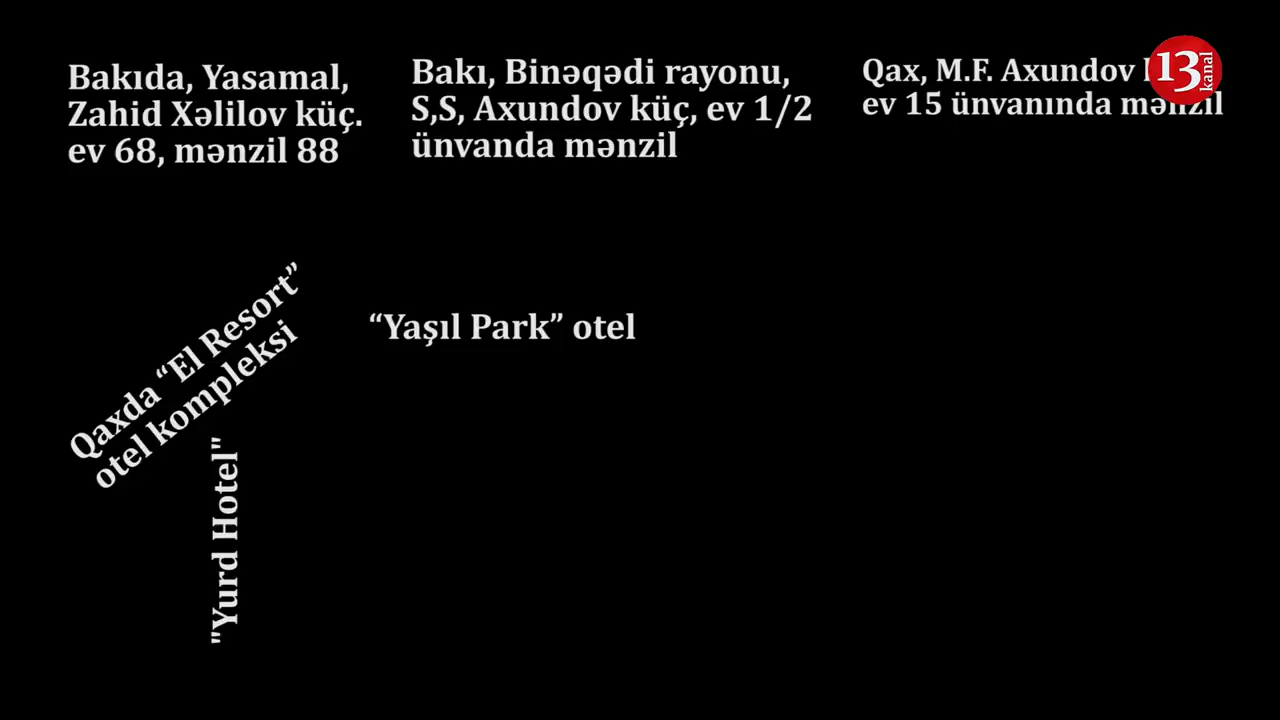 Bakıda, Yasamal,
Zahid Xəlilov küç.
ev 68, mənzil 88
Bakı, Binəqədi rayonu,
S,S, Axundov küç, ev 1/2
ünvanda mənzil
Qax, M.F. Axundov
ev 15 ünvanında mənzil
13
kanal
Qaxda “El Resort”
otel kompleksi
“Yaşıl Park” otel
"Yurd Hotel"